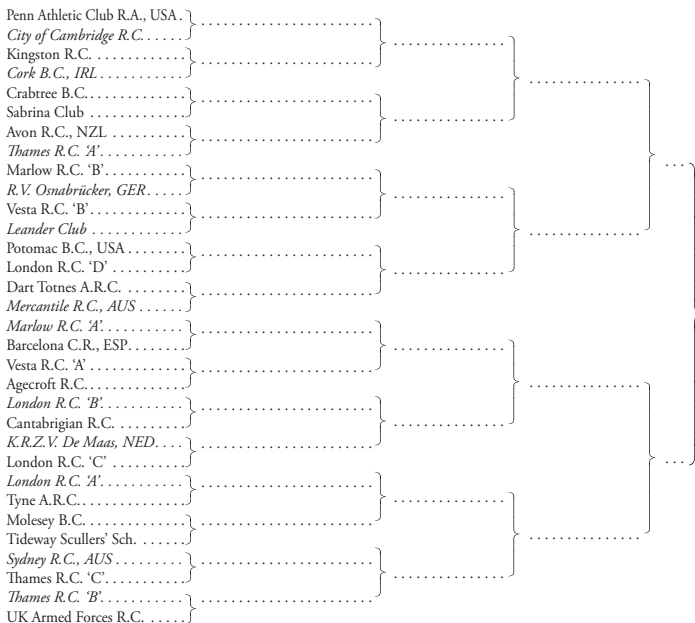 Penn Athletic Club R.A., USA.
City of Cambridge R.C. . . . . .
Kingston R.C. . . . . . . . . . . . . .
Cork B.C., IRL . . . . . . . . . . . .
Crabtree B.C. . . . . . . . . . . . . .
Sabrina Club . . . . . . . . . . . . .
Avon R.C., NZL . . . . . . . . . .
Thames R.C. ‘A’. . . . . . . . . . . .
Marlow R.C. ‘B’. . . . . . . . . . .
R.V. Osnabrücker, GER . . . . .
Vesta R.C. ‘B’ . . . . . . . . . . . . .
Leander Club . . . . . . . . . . . . .
Potomac B.C., USA . . . . . . . .
London R.C. ‘D’ . . . . . . . . . .
Dart Totnes A.R.C. . . . . . . . .
Mercantile R.C., AUS . . . . . .
Marlow R.C. ‘A’. . . . . . . . . . .
Barcelona C.R., ESP. . . . . . . .
Vesta R.C. ‘A’ . . . . . . . . . . . . .
Agecroft R.C. . . . . . . . . . . . . .
London R.C. ‘B’. . . . . . . . . . .
Cantabrigian R.C. . . . . . . . . .
K.R.Z.V. De Maas, NED. . . .
London R.C. ‘C’ . . . . . . . . . .
London R.C. ‘A’. . . . . . . . . . .
Tyne A.R.C. . . . . . . . . . . . . . .
Molesey B.C. . . . . . . . . . . . . .
Tideway Scullers’ Sch. . . . . . .
Sydney R.C., AUS . . . . . . . . .
Thames R.C. ‘C’. . . . . . . . . . .
Thames R.C. ‘B’. . . . . . . . . . . .
UK Armed Forces R.C. . . . . .